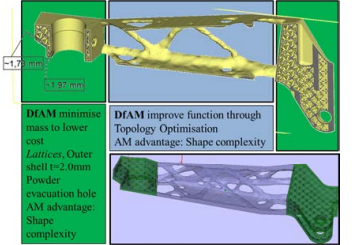 ~1,78 mm
~1.97 mm
DfAM minimise
mass to lower
cost
Lattices, Outer
shell t=2.0mm
Powder
evacuation hole
AM advantage:
Shape
complexity
DfAM improve function through
Topology Optimisation
AM advantage: Shape complexity